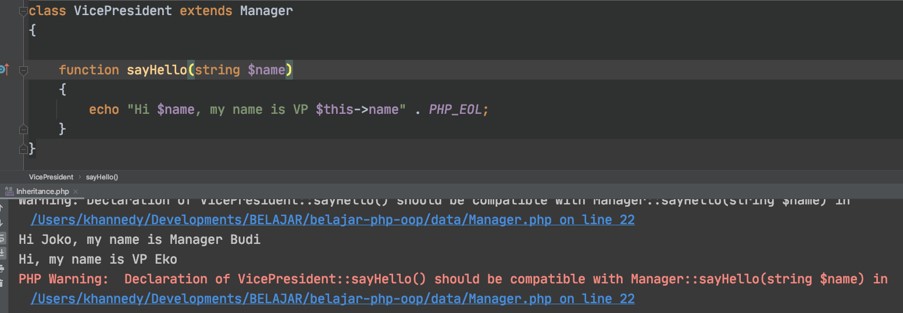 class VicePresident extends Manager
{
function sayHello(string $name)
{
echo "Hi $name, my name is VP $this->name" . PHP_EOL;
}
}
VicePresident › sayHello()
Inheritance.php ×
Warning: Declaration of VicePresident::sayHello() should be compatible with Manager::sayHello(string $name) in
/Users/khannedy/Developments/BELAJAR/belajar-php-oop/data/Manager.php on line 22
Hi Joko, my name is Manager Budi
Hi, my name is VP Eko
PHP Warning:  Declaration of VicePresident::sayHello() should be compatible with Manager::sayHello(string $name) in
/Users/khannedy/Developments/BELAJAR/belajar-php-oop/data/Manager.php on line 22